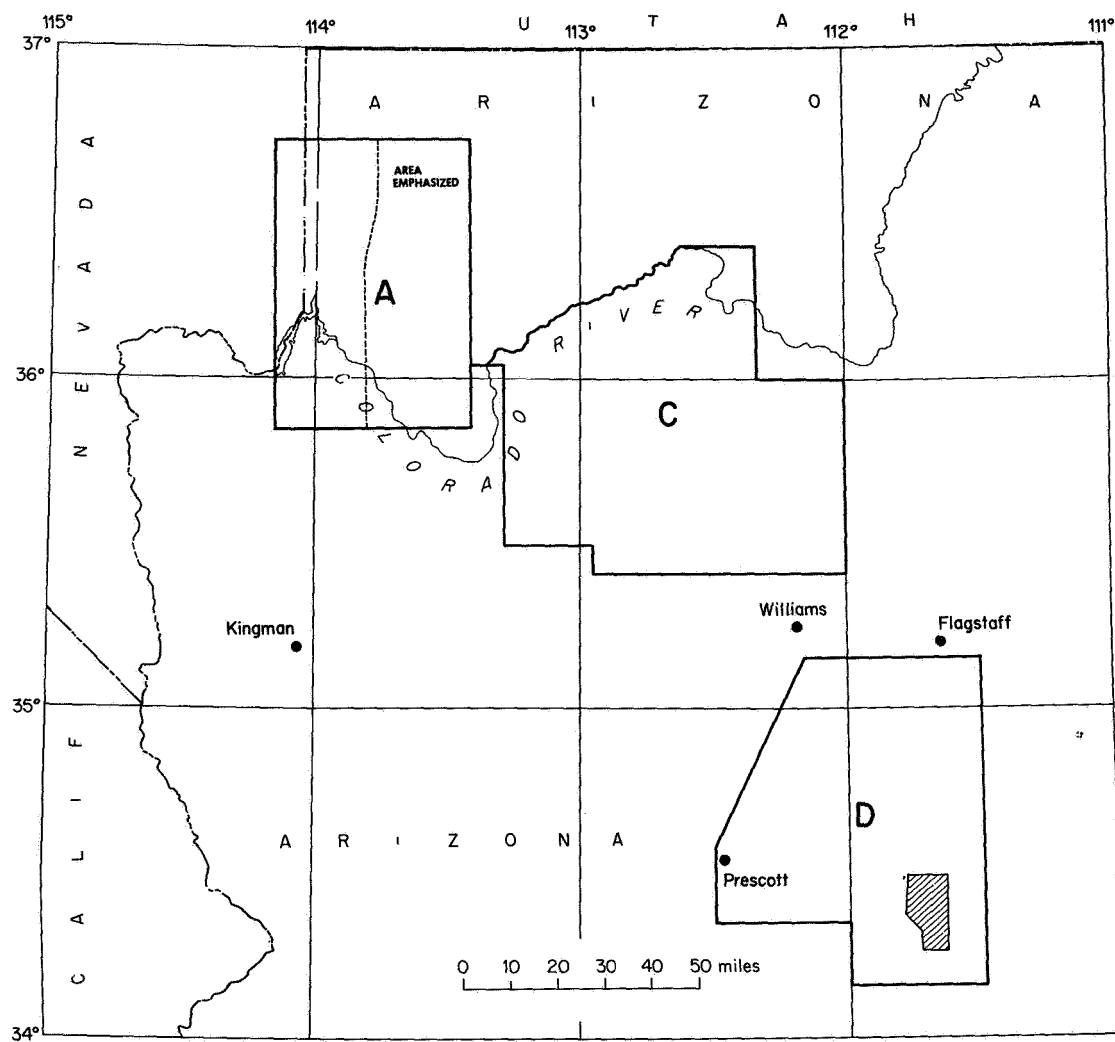 U T A H
115° 114° 113° 112° 111°
37°
A R I Z O N A
AREA
EMPHASIZED
N E V A D A
A
R I V E R
36°
C O L O R A D O
C
Williams
Flagstaff
Kingman
35°
D
A R I Z O N A
Prescott
C A L I F
0 10 20 30 40 50 miles
34°